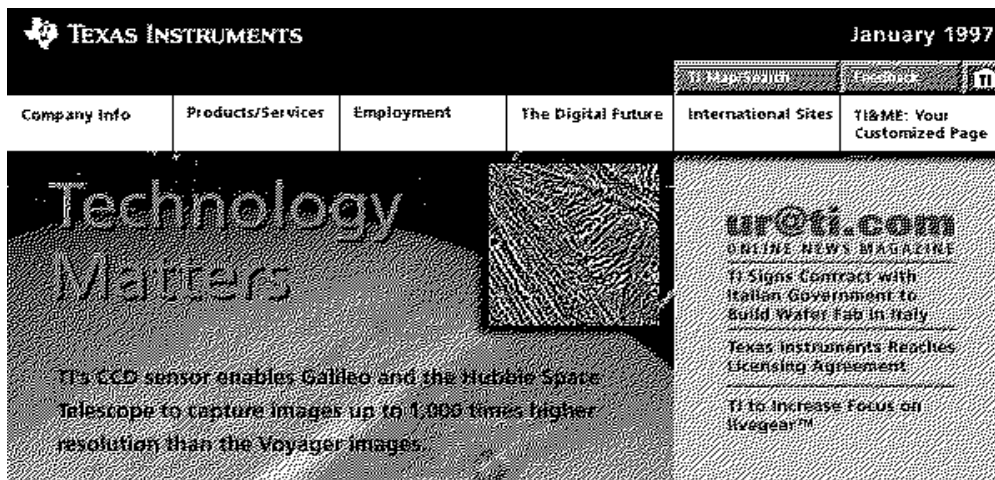 TEXAS INSTRUMENTS
January 1997
TI Map/Search
Feedback
TI
Company Info
Products/Services
Employment
The Digital Future
International Sites
TI&ME: Your
Customized Page
Technology
Matters
TI's CCD sensor enables Galileo and the Hubble Space
Telescope to capture images up to 1,000 times higher
resolution than the Voyager images.
ur@ti.com
ONLINE NEWS MAGAZINE
TI Signs Contract with
Italian Government to
Build Wafer Fab in Italy
Texas Instruments Reaches
Licensing Agreement
TI to Increase Focus on
livegear™